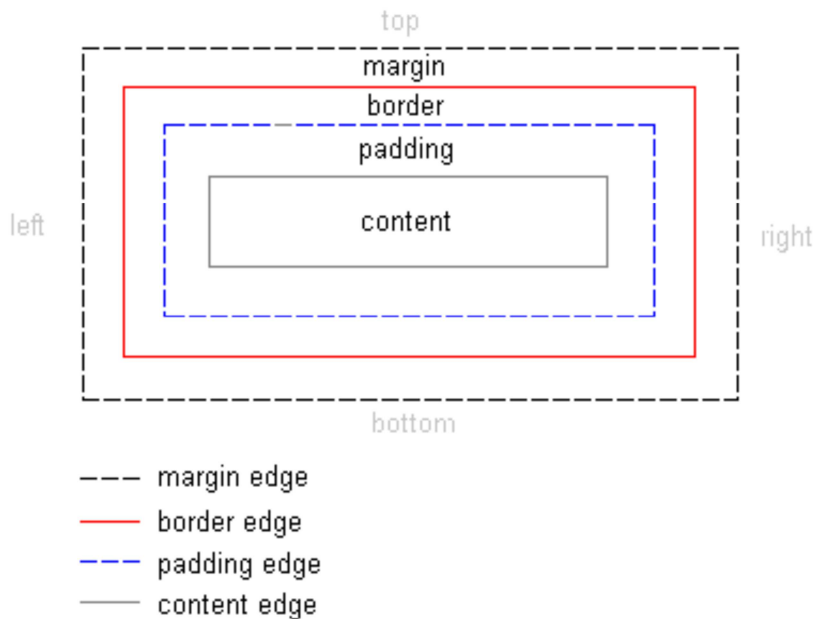 top
margin
border
padding
left
content
right
bottom
margin edge
border edge
padding edge
content edge